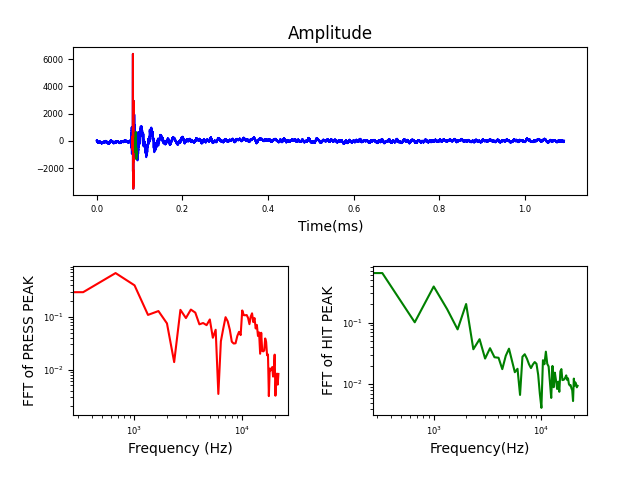 Amplitude
6000
4000
2000
0
−2000
0.0 0.2 0.4 0.6 0.8 1.0
Time(ms)
FFT of PRESS PEAK
10⁻¹
10⁻²
10³ 10⁴
Frequency (Hz)
FFT of HIT PEAK
10⁻¹
10⁻²
10³ 10⁴
Frequency(Hz)